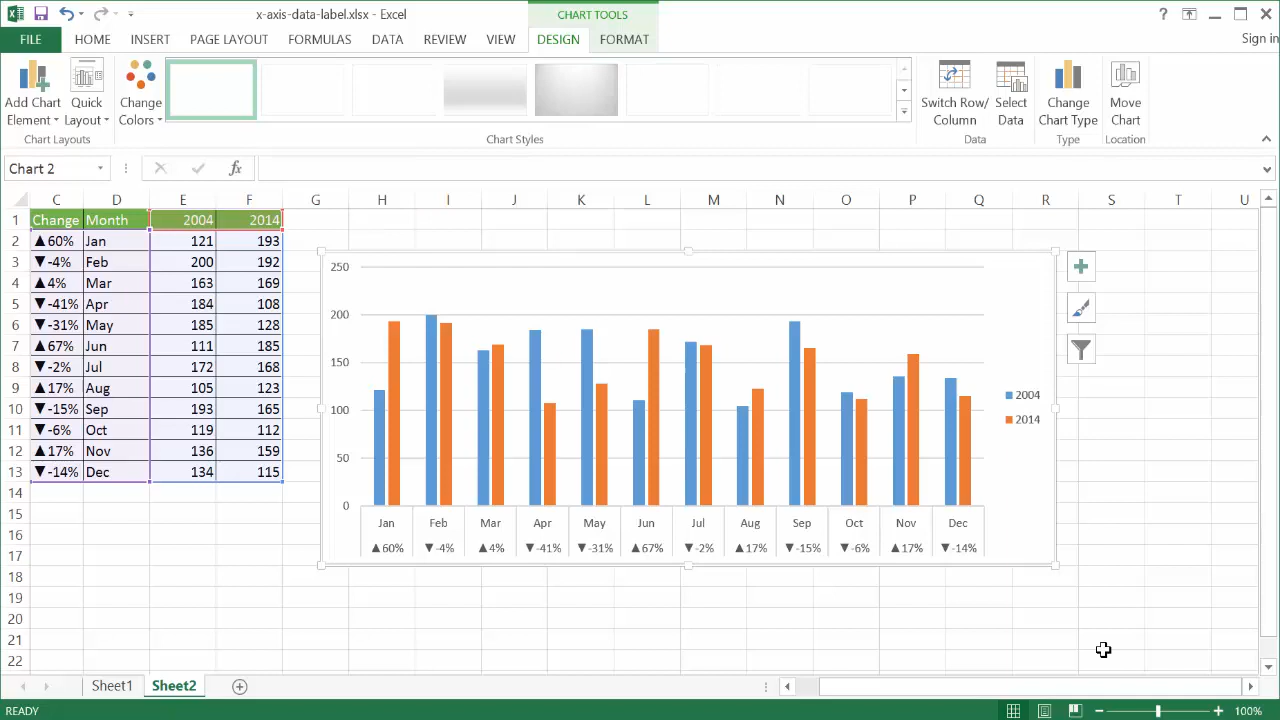 x-axis-data-label.xlsx - Excel
CHART TOOLS
?
FILE HOME INSERT PAGE LAYOUT FORMULAS DATA REVIEW VIEW DESIGN FORMAT Sign in
Add Chart Element
Quick Layout
Change Colors
Switch Row/ Column
Select Data
Change Chart Type
Move Chart
Chart Layouts Chart Styles Data Type Location
Chart 2 fx
C D E F G H I J K L M N O P Q R S T U
1 Change Month 2004 2014
2 ▲60% Jan 121 193
3 ▼-4% Feb 200 192
4 ▲4% Mar 163 169
5 ▼-41% Apr 184 108
6 ▼-31% May 185 128
7 ▲67% Jun 111 185
8 ▼-2% Jul 172 168
9 ▲17% Aug 105 123
10 ▼-15% Sep 193 165
11 ▼-6% Oct 119 112
12 ▲17% Nov 136 159
13 ▼-14% Dec 134 115
14
15
16
17
18
19
20
21
22
250
200
150
100
50
0
2004
2014
Jan Feb Mar Apr May Jun Jul Aug Sep Oct Nov Dec
▲60% ▼-4% ▲4% ▼-41% ▼-31% ▲67% ▼-2% ▲17% ▼-15% ▼-6% ▲17% ▼-14%
Sheet1 Sheet2
READY 100%